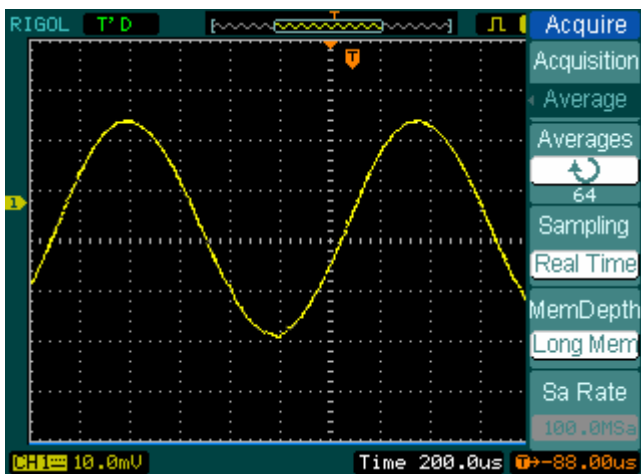 RIGOL T'D
T
T
1
Acquire
Acquisition
Average
Averages
64
Sampling
Real Time
MemDepth
Long Mem
Sa Rate
100.0MSa
CH1 10.0mV Time 200.0us T→-88.00us